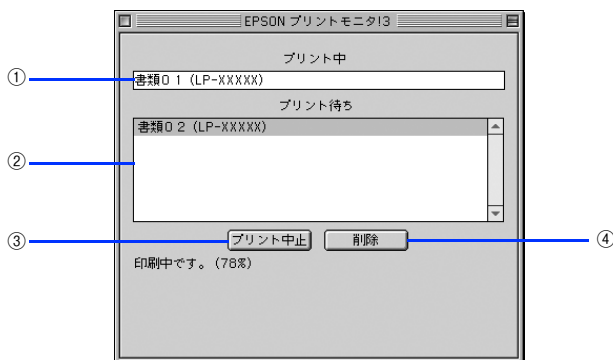 EPSON プリントモニタ!3
プリント中
① 書類01 (LP-XXXXX)
プリント待ち
② 書類02 (LP-XXXXX)
③ プリント中止 削除 ④
印刷中です。(78%)